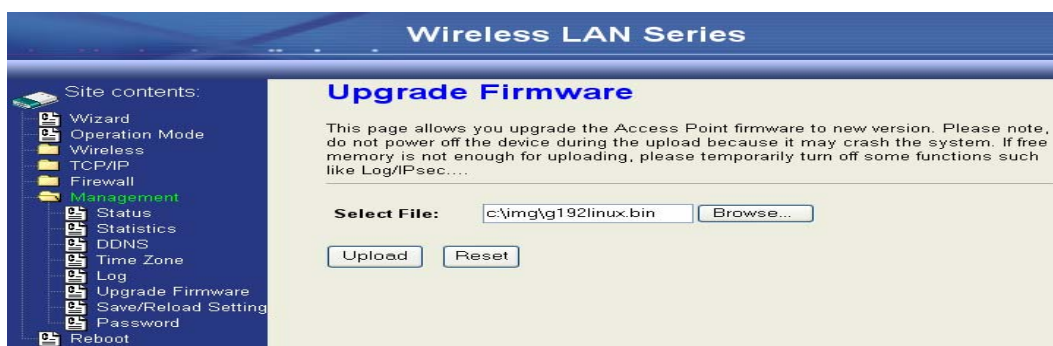 Wireless LAN Series
Site contents:
Wizard
Operation Mode
Wireless
TCP/IP
Firewall
Management
Status
Statistics
DDNS
Time Zone
Log
Upgrade Firmware
Save/Reload Setting
Password
Reboot
Upgrade Firmware
This page allows you upgrade the Access Point firmware to new version. Please note,
do not power off the device during the upload because it may crash the system. If free
memory is not enough for uploading, please temporarily turn off some functions such
like Log/IPsec....
Select File: c:\img\g192linux.bin Browse...
Upload Reset